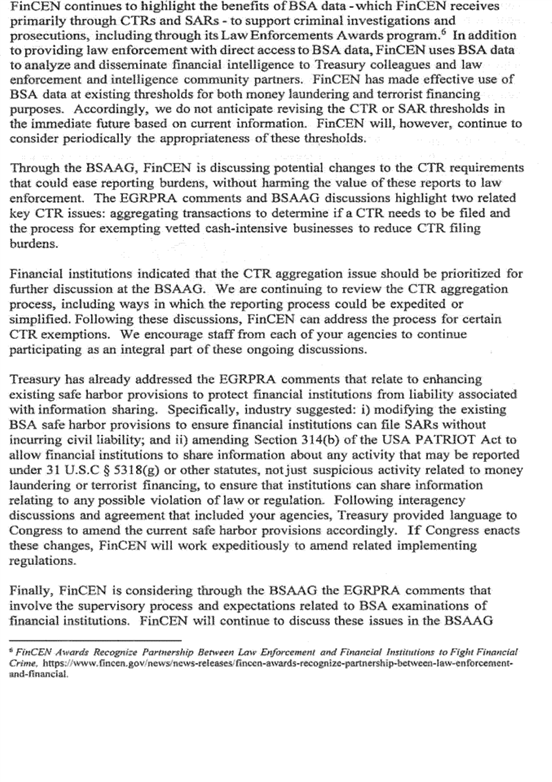 FinCEN continues to highlight the benefits of BSA data - which FinCEN receives
primarily through CTRs and SARs - to support criminal investigations and
prosecutions, including through its Law Enforcements Awards program.⁶ In addition
to providing law enforcement with direct access to BSA data, FinCEN uses BSA data
to analyze and disseminate financial intelligence to Treasury colleagues and law
enforcement and intelligence community partners. FinCEN has made effective use of
BSA data at existing thresholds for both money laundering and terrorist financing
purposes. Accordingly, we do not anticipate revising the CTR or SAR thresholds in
the immediate future based on current information. FinCEN will, however, continue to
consider periodically the appropriateness of these thresholds.
Through the BSAAG, FinCEN is discussing potential changes to the CTR requirements
that could ease reporting burdens, without harming the value of these reports to law
enforcement. The EGRPRA comments and BSAAG discussions highlight two related
key CTR issues: aggregating transactions to determine if a CTR needs to be filed and
the process for exempting vetted cash-intensive businesses to reduce CTR filing
burdens.
Financial institutions indicated that the CTR aggregation issue should be prioritized for
further discussion at the BSAAG. We are continuing to review the CTR aggregation
process, including ways in which the reporting process could be expedited or
simplified. Following these discussions, FinCEN can address the process for certain
CTR exemptions. We encourage staff from each of your agencies to continue
participating as an integral part of these ongoing discussions.
Treasury has already addressed the EGRPRA comments that relate to enhancing
existing safe harbor provisions to protect financial institutions from liability associated
with information sharing. Specifically, industry suggested: i) modifying the existing
BSA safe harbor provisions to ensure financial institutions can file SARs without
incurring civil liability; and ii) amending Section 314(b) of the USA PATRIOT Act to
allow financial institutions to share information about any activity that may be reported
under 31 U.S.C § 5318(g) or other statutes, not just suspicious activity related to money
laundering or terrorist financing, to ensure that institutions can share information
relating to any possible violation of law or regulation. Following interagency
discussions and agreement that included your agencies, Treasury provided language to
Congress to amend the current safe harbor provisions accordingly. If Congress enacts
these changes, FinCEN will work expeditiously to amend related implementing
regulations.
Finally, FinCEN is considering through the BSAAG the EGRPRA comments that
involve the supervisory process and expectations related to BSA examinations of
financial institutions. FinCEN will continue to discuss these issues in the BSAAG
⁶ FinCEN Awards Recognize Partnership Between Law Enforcement and Financial Institutions to Fight Financial
Crime, https://www.fincen.gov/news/news-releases/fincen-awards-recognize-partnership-between-law-enforcement-
and-financial.